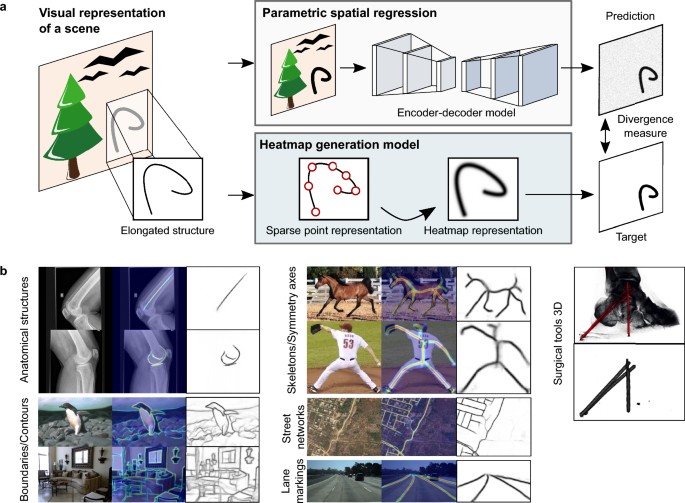 a
Visual representation
of a scene
Elongated structure
Parametric spatial regression
Encoder-decoder model
Heatmap generation model
Sparse point representation
Heatmap representation
Prediction
Divergence
measure
Target
b
Anatomical structures
Boundaries/Contours
Skeletons/Symmetry axes
53
Street
networks
Lane
markings
Surgical tools 3D